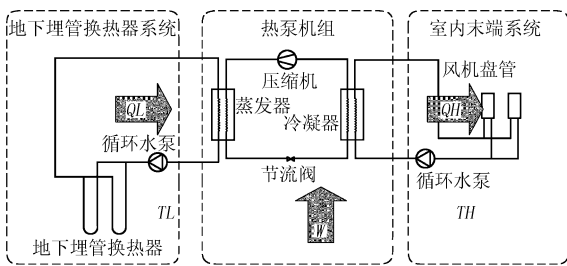 地下埋管换热器系统
热泵机组
室内末端系统
压缩机
风机盘管
QL
蒸发器
冷凝器
QH
循环水泵
节流阀
循环水泵
TL
W
TH
地下埋管换热器